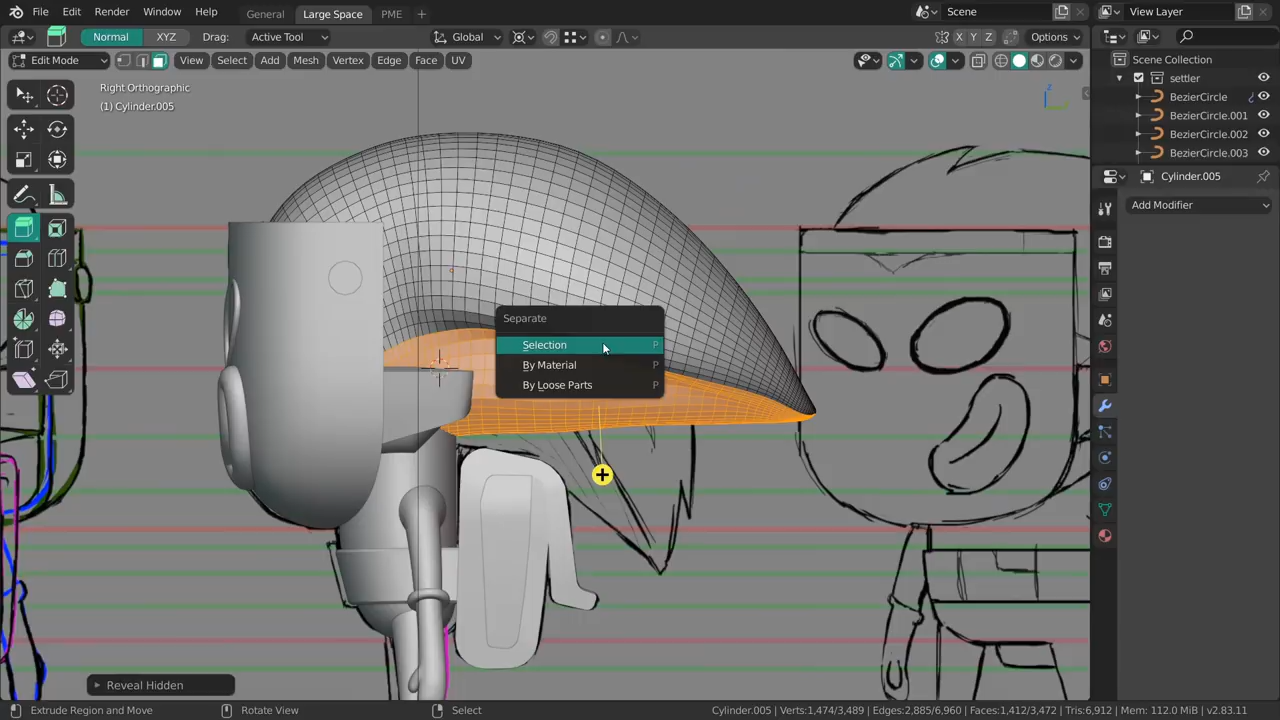 File Edit Render Window Help General Large Space PME + Scene View Layer
Normal XYZ Drag: Active Tool Global X Y Z Options
Edit Mode View Select Add Mesh Vertex Edge Face UV
Scene Collection
settler
BezierCircle
BezierCircle.001
BezierCircle.002
BezierCircle.003
Right Orthographic
(1) Cylinder.005
z
Cylinder.005
Add Modifier
Separate
Selection P
By Material P
By Loose Parts P
Reveal Hidden
Extrude Region and Move Rotate View Select Cylinder.005 | Verts:1,474/3,489 | Edges:2,885/6,960 | Faces:1,412/3,472 | Tris:6,912 | Mem: 112.0 MiB | v2.83.11